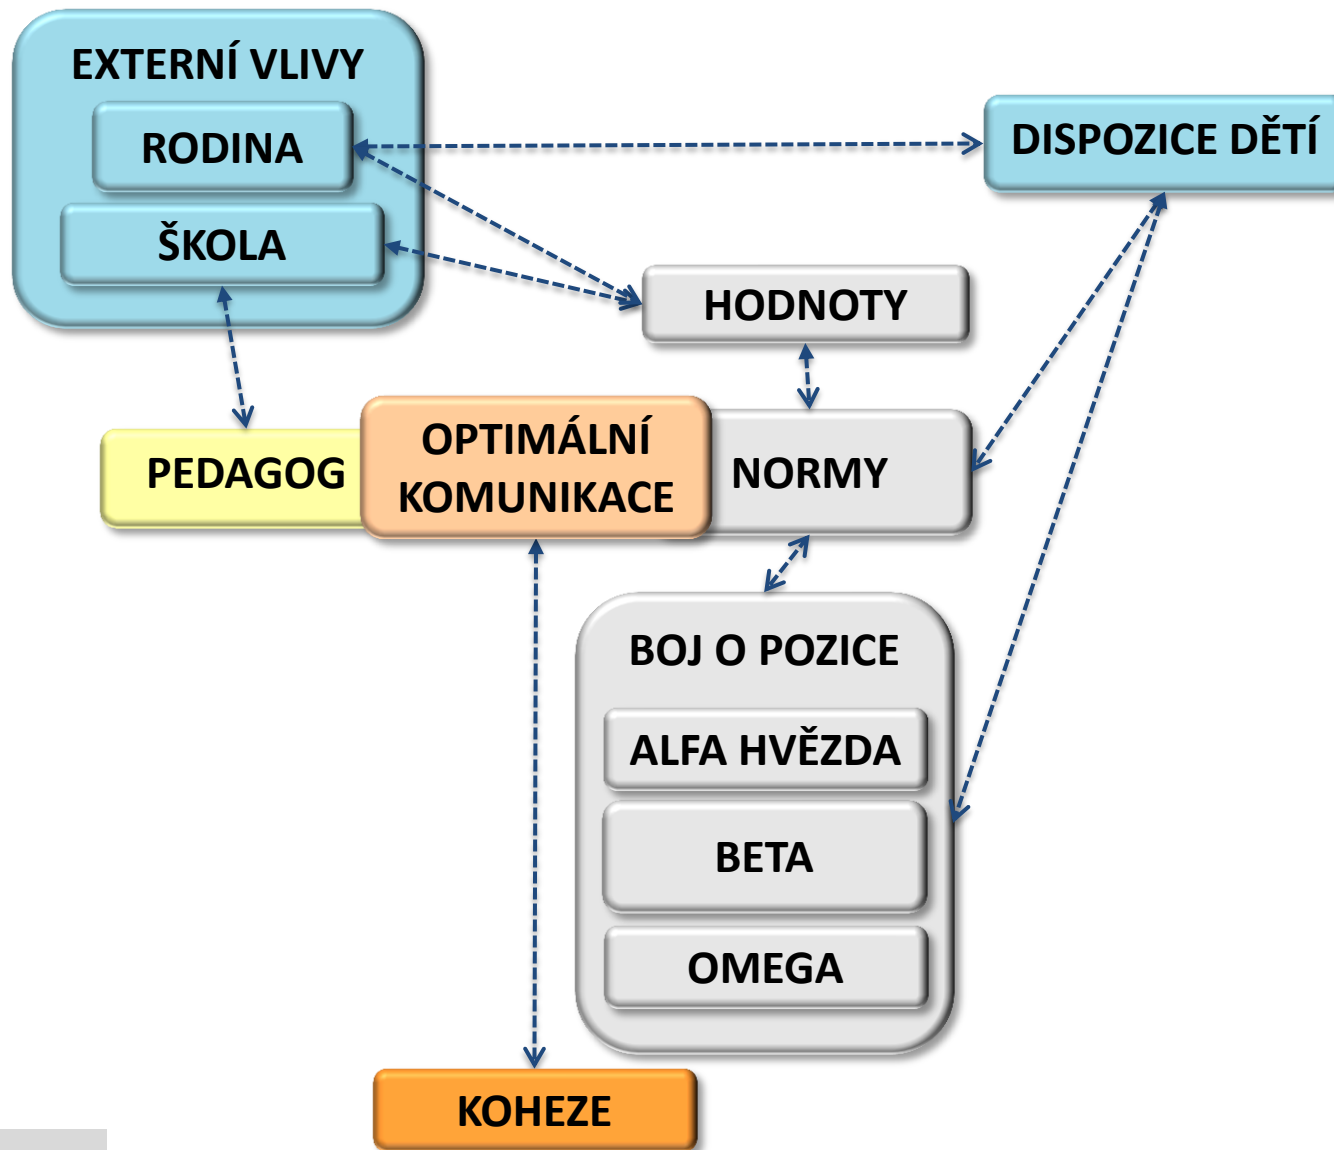 EXTERNÍ VLIVY
RODINA
ŠKOLA
DISPOZICE DĚTÍ
HODNOTY
PEDAGOG
OPTIMÁLNÍ
KOMUNIKACE
NORMY
BOJ O POZICE
ALFA HVĚZDA
BETA
OMEGA
KOHEZE